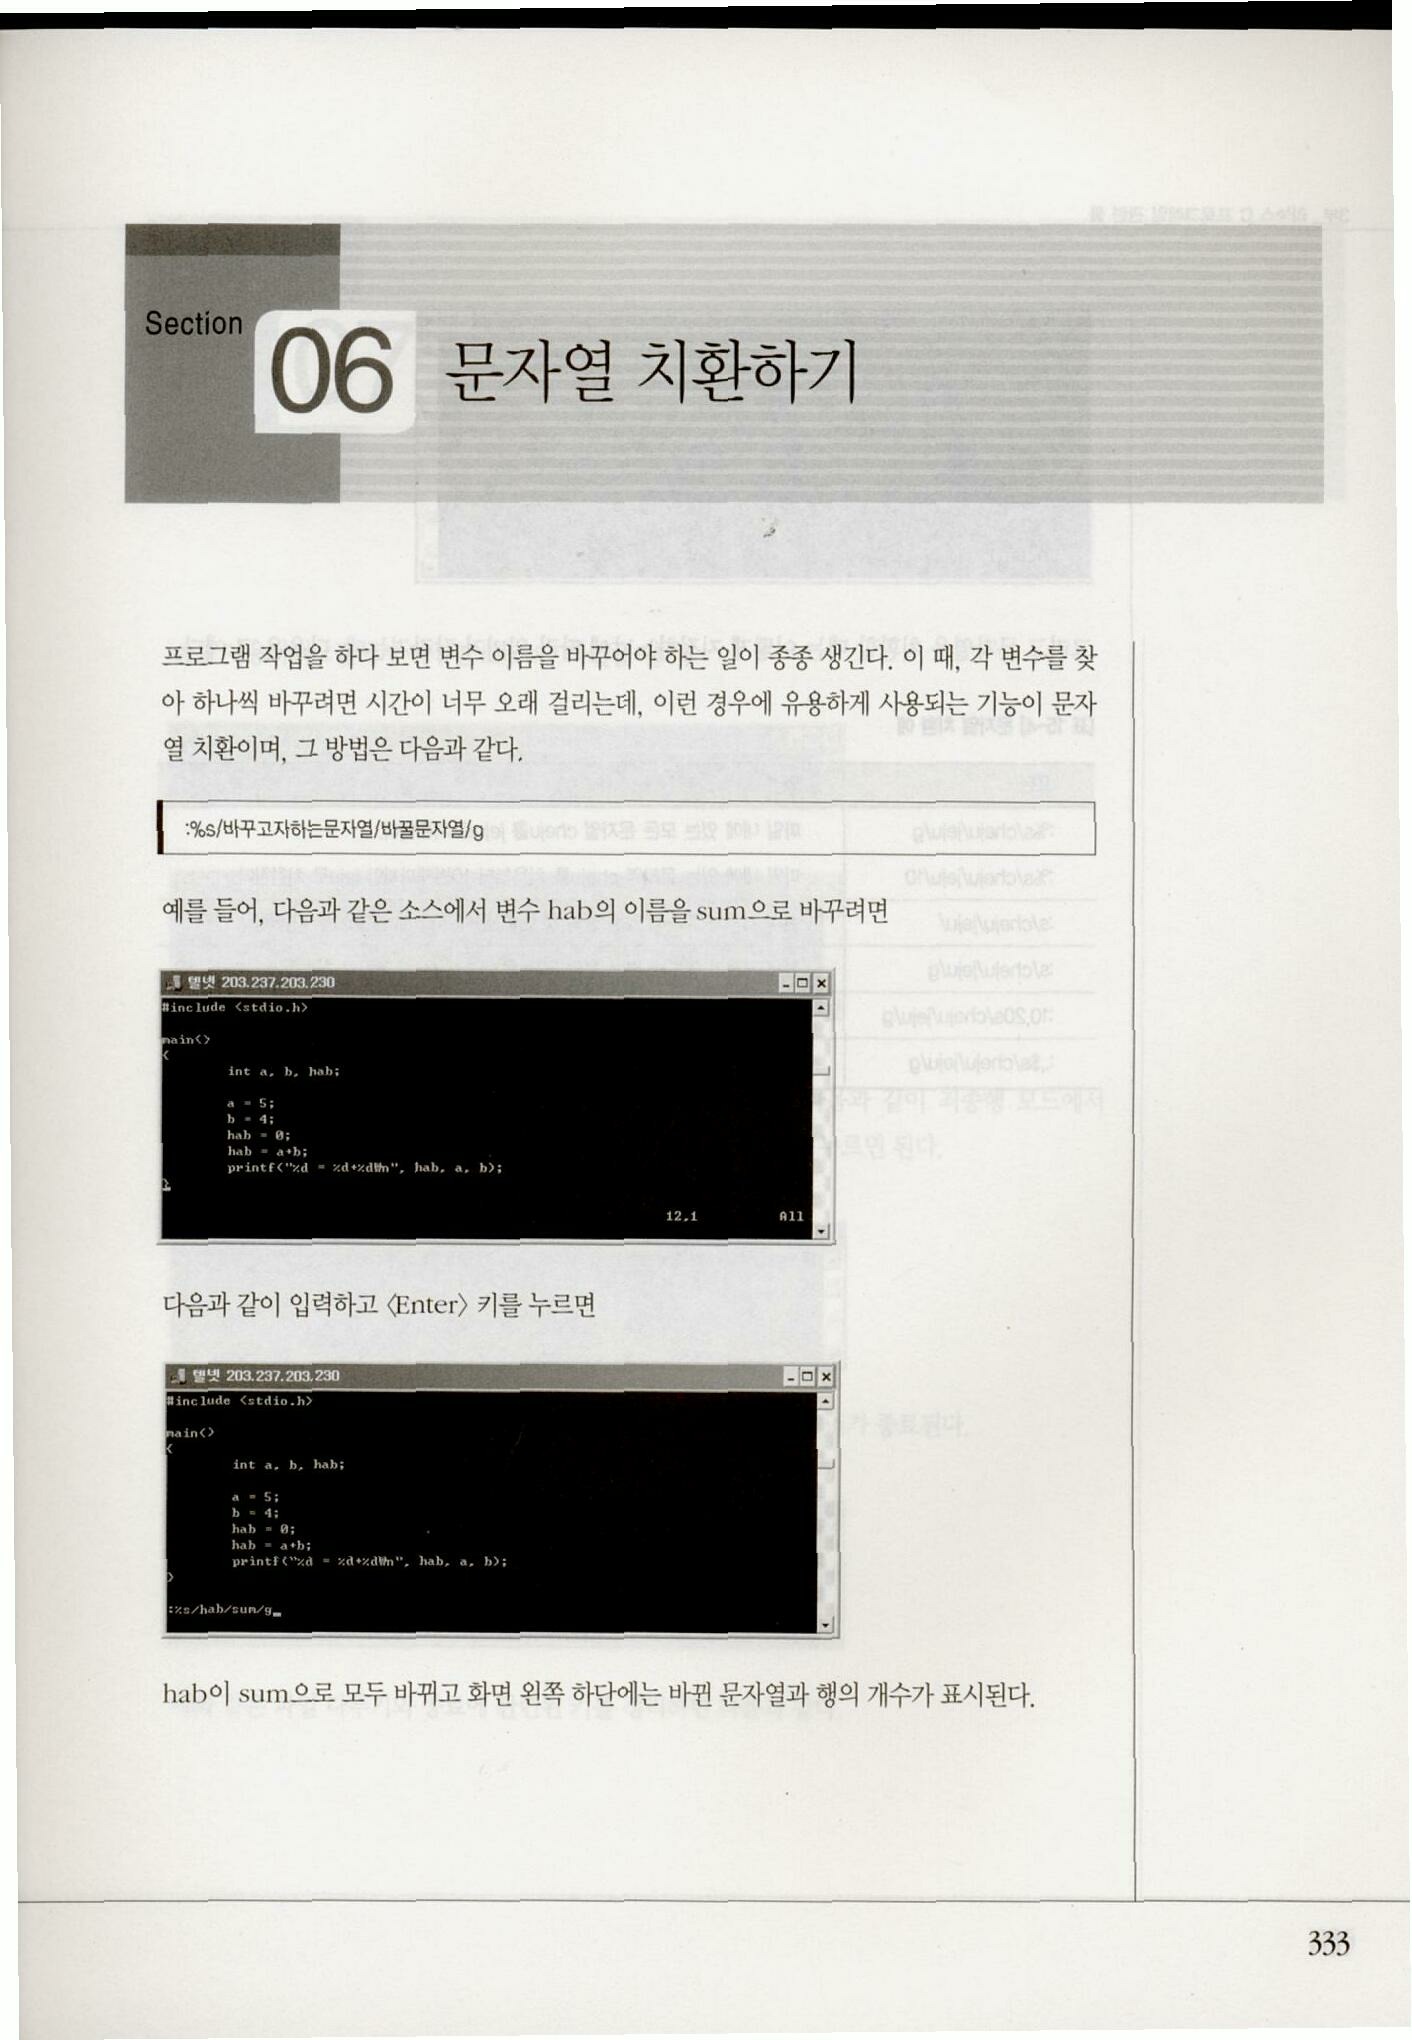 Section
06 문자열 치환하기
프로그램 작업을 하다 보면 변수 이름을 바꾸어야 하는 일이 종종 생긴다. 이 때, 각 변수를 찾
아 하나씩 바꾸려면 시간이 너무 오래 걸리는데, 이런 경우에 유용하게 사용되는 기능이 문자
열 치환이며, 그 방법은 다음과 같다.
:%s/바꾸고자하는문자열/바꿀문자열/g
예를 들어, 다음과 같은 소스에서 변수 hab의 이름을 sum으로 바꾸려면
텔넷 203.237.203.230
#include <stdio.h>
main()
{
int a, b, hab;
a = 5;
b = 4;
hab = 0;
hab = a+b;
printf("%d = %d+%d₩n", hab, a, b);
}
12,1 All
다음과 같이 입력하고 〈Enter〉 키를 누르면
텔넷 203.237.203.230
#include <stdio.h>
main()
{
int a, b, hab;
a = 5;
b = 4;
hab = 0;
hab = a+b;
printf("%d = %d+%d₩n", hab, a, b);
}
:%s/hab/sum/g
hab이 sum으로 모두 바뀌고 화면 왼쪽 하단에는 바뀐 문자열과 행의 개수가 표시된다.
333